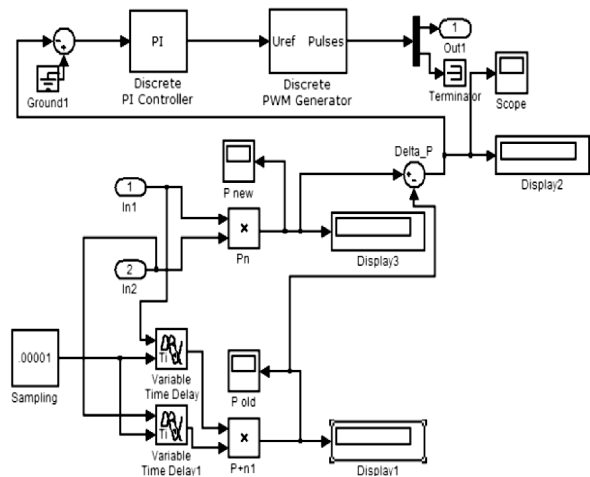 PI
Discrete
PI Controller
Uref Pulses
Discrete
PWM Generator
1
Out1
Terminator
Scope
Ground1
Delta_P
Display2
P new
1
In1
×
Pn
Display3
2
In2
.00001
Sampling
Ti
Variable
Time Delay
P old
Ti
Variable
Time Delay1
×
P+n1
Display1